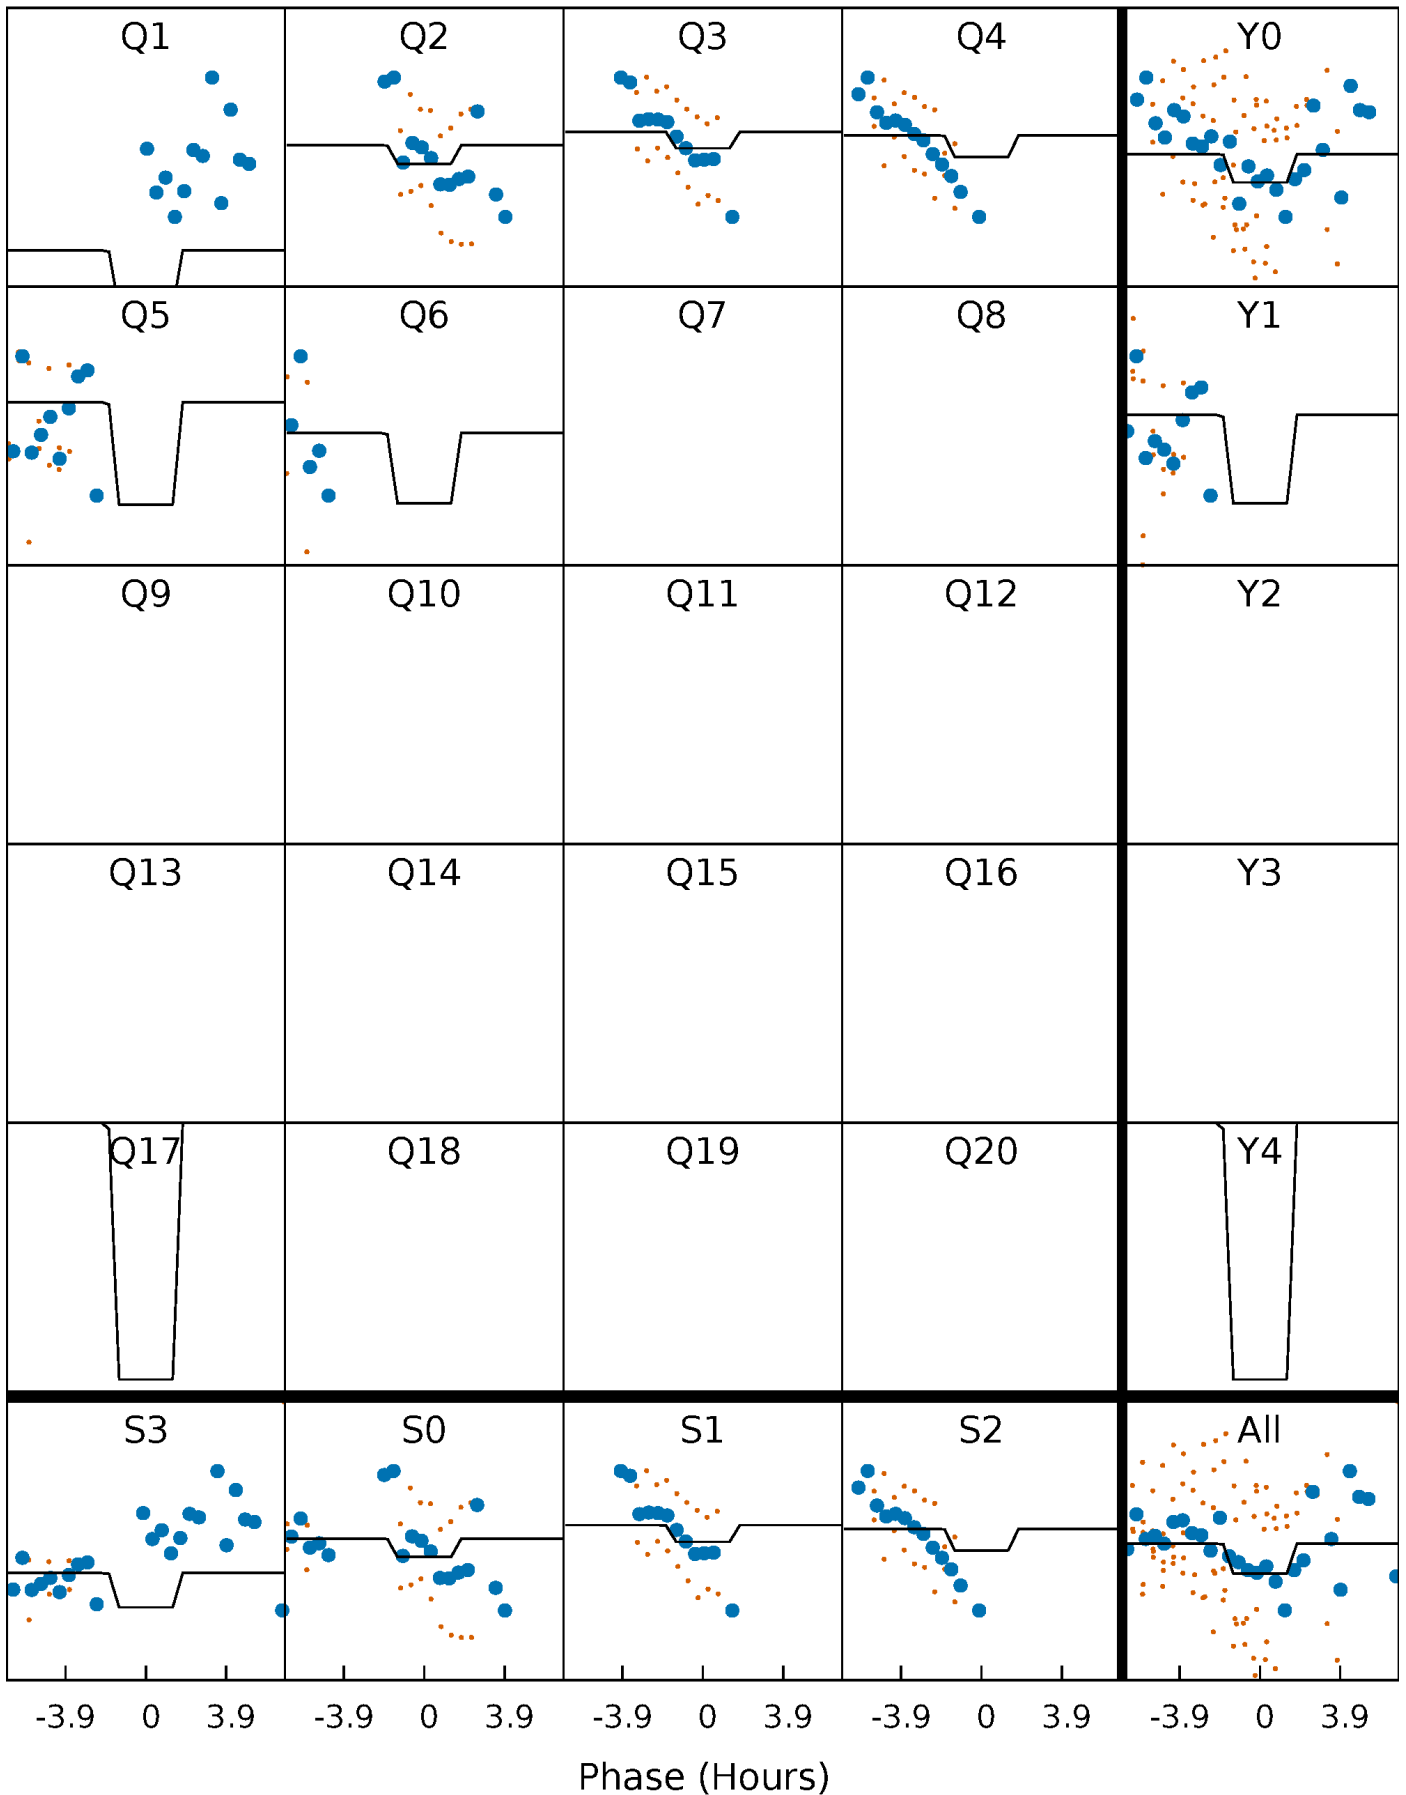 Q1 Q2 Q3 Q4 Y0
Q5 Q6 Q7 Q8 Y1
Q9 Q10 Q11 Q12 Y2
Q13 Q14 Q15 Q16 Y3
Q17 Q18 Q19 Q20 Y4
S3 S0 S1 S2 All
-3.9 0 3.9 -3.9 0 3.9 -3.9 0 3.9 -3.9 0 3.9 -3.9 0 3.9
Phase (Hours)